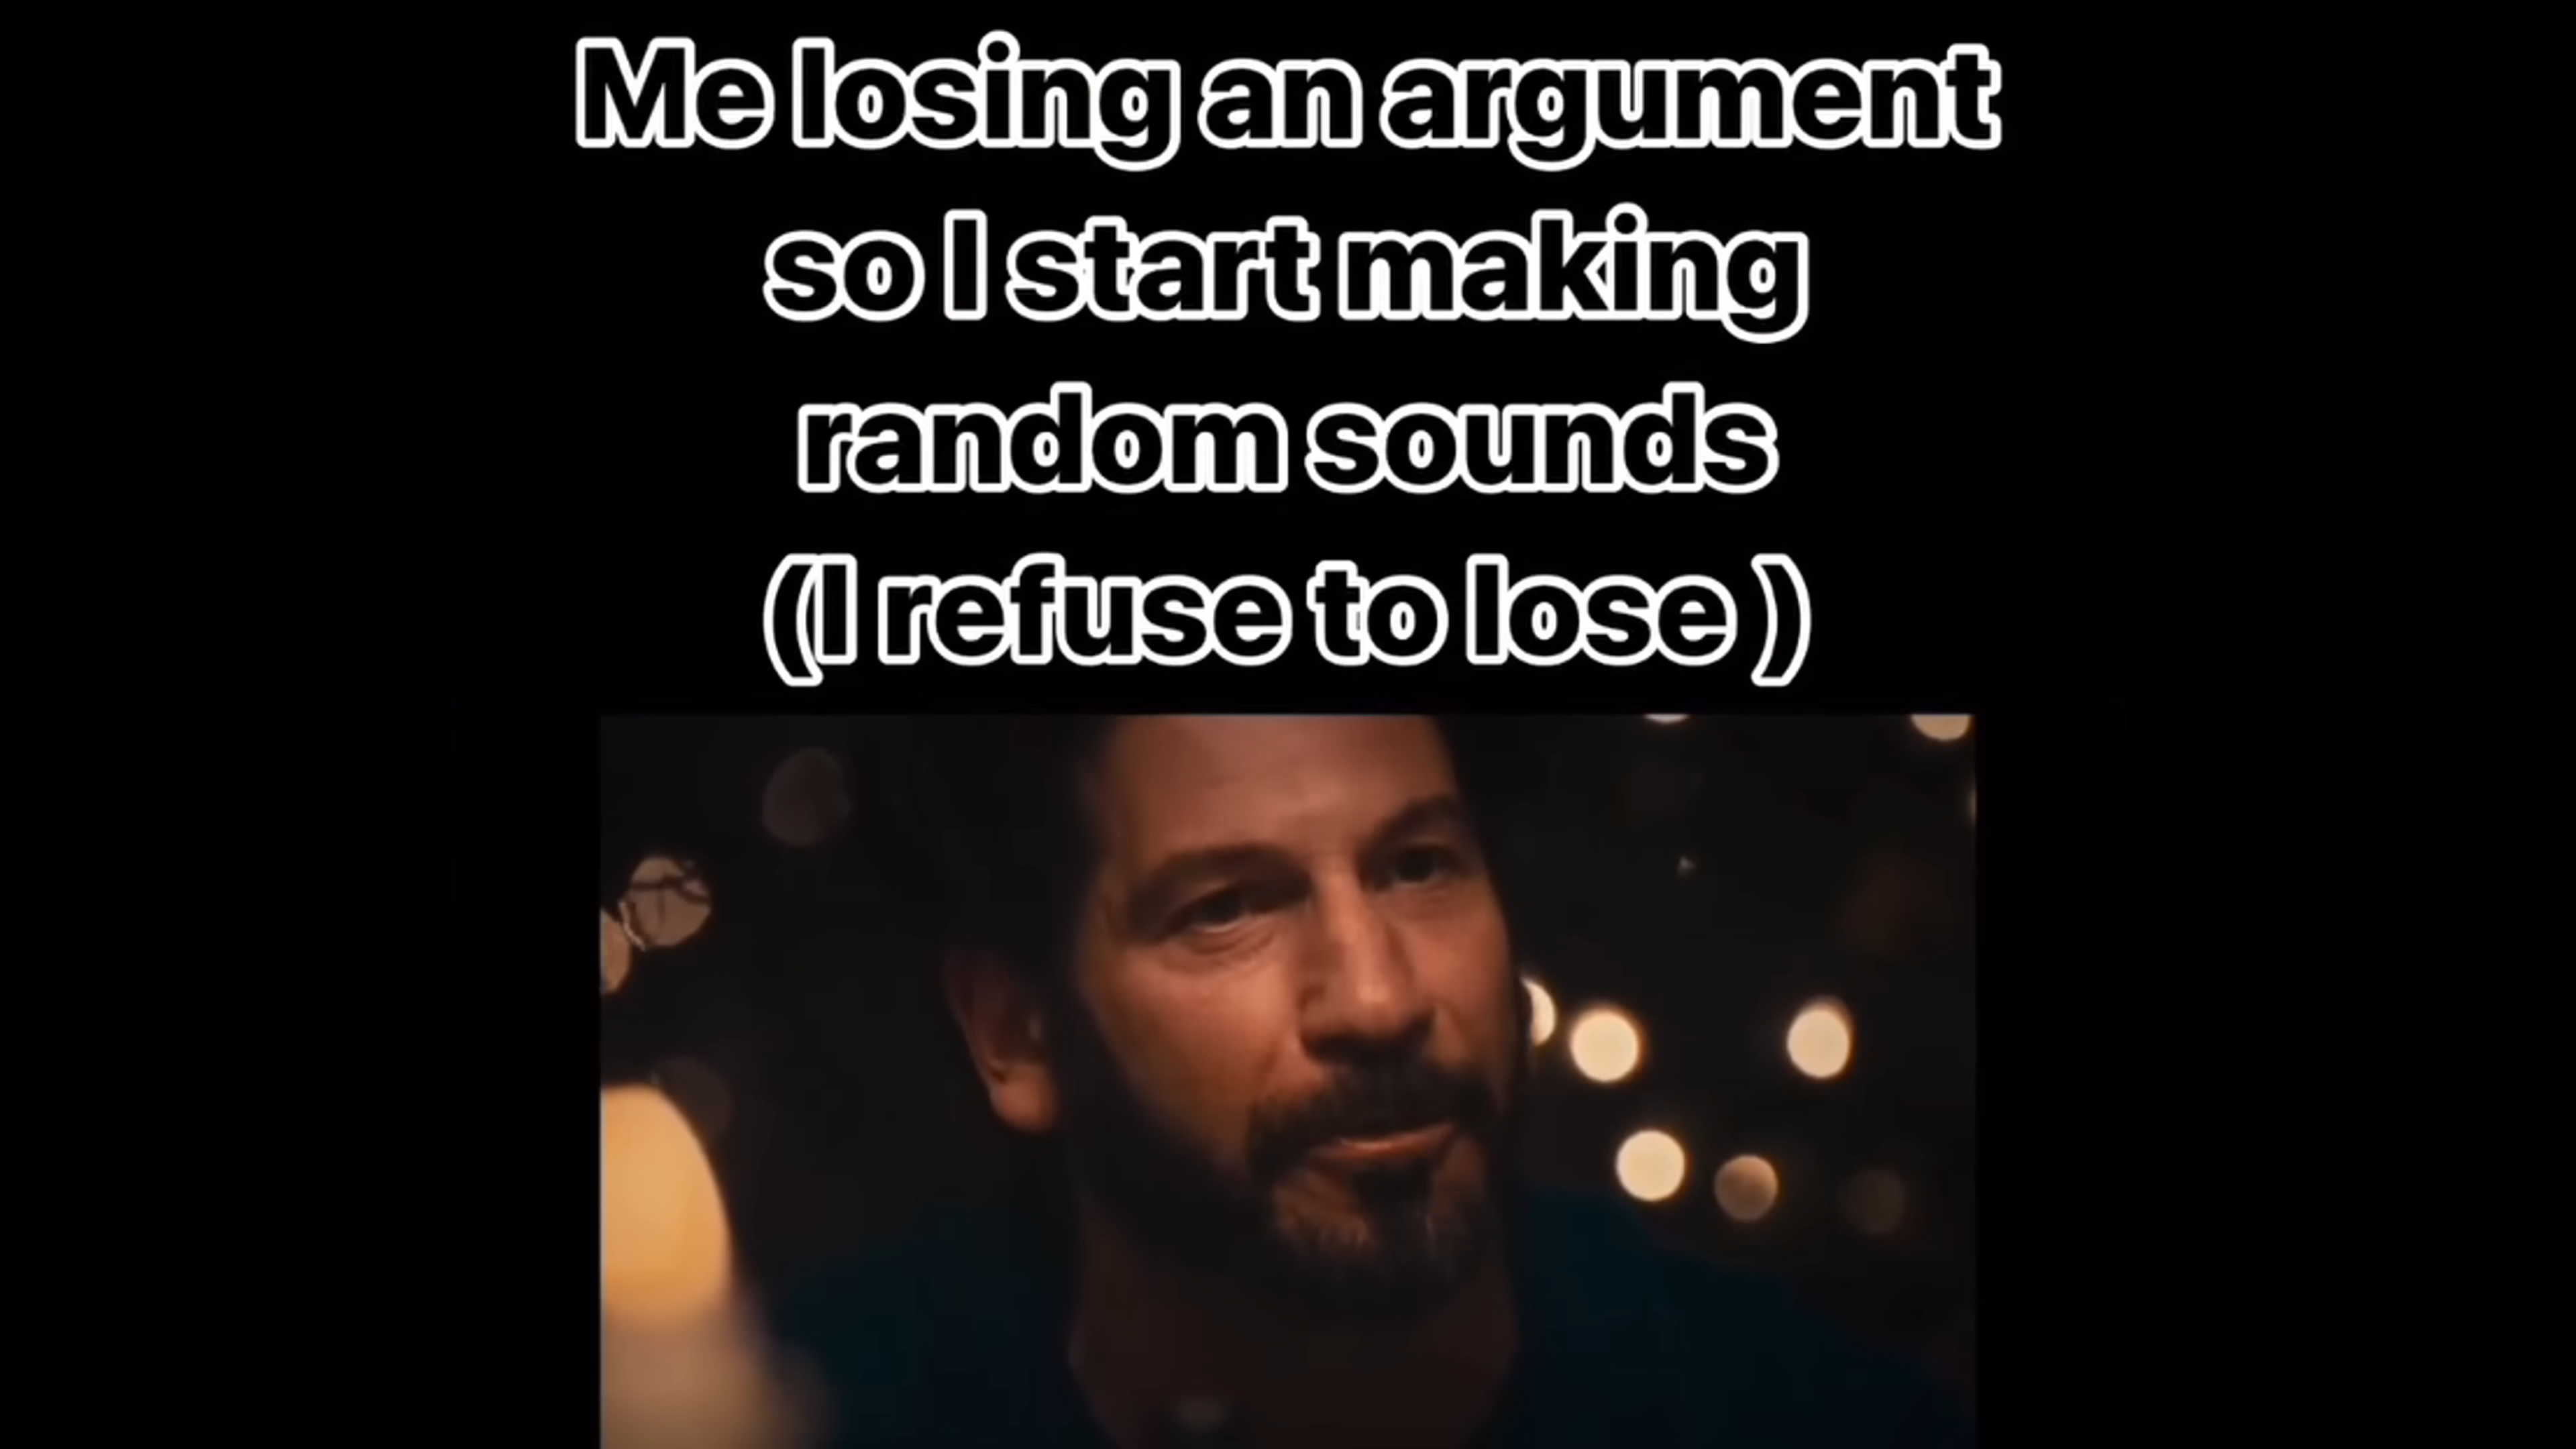 Me losing an argument
so I start making
random sounds
(I refuse to lose )